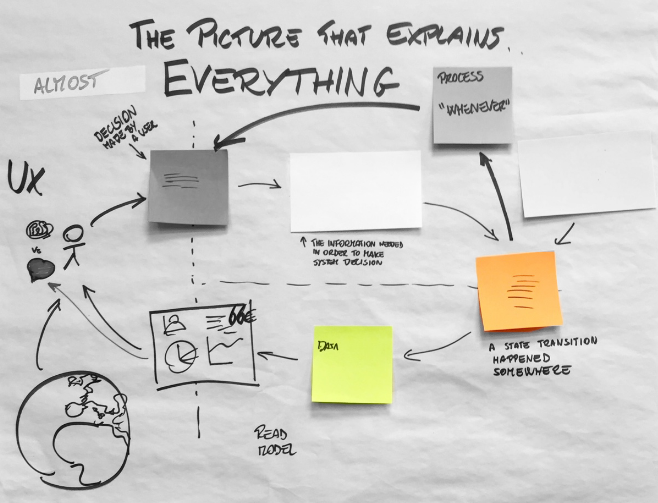 THE PICTURE THAT EXPLAINS...
ALMOST
EVERYTHING
PROCESS
"WHENEVER"
DECISION
MADE BY
A USER
UX
VS
↑ THE INFORMATION NEEDED
IN ORDER TO MAKE
SYSTEM DECISION
66€
DATA
A STATE TRANSITION
HAPPENED
SOMEWHERE
READ
MODEL